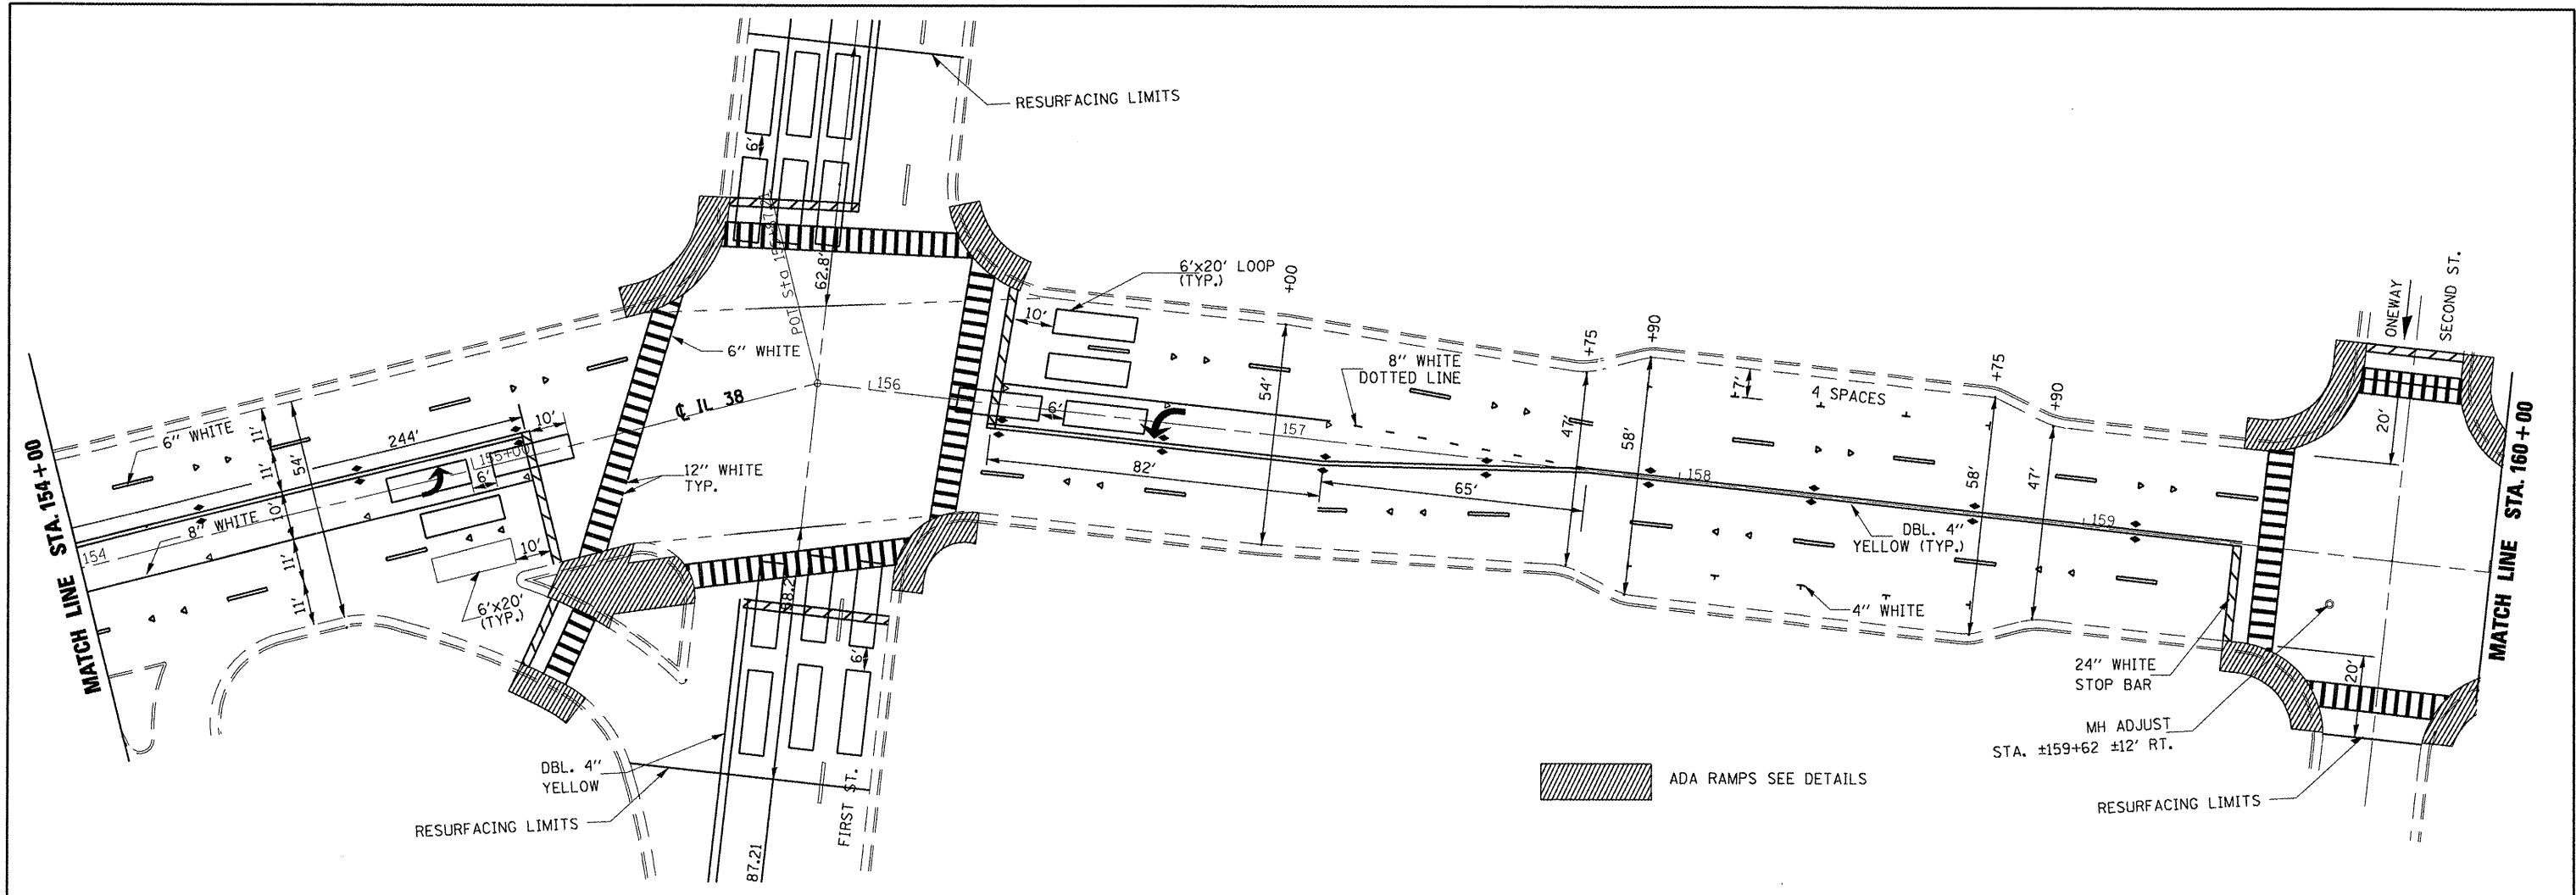 RESURFACING LIMITS
6'
62.8'
6'x20' LOOP
(TYP.)
+00
10'
6" WHITE
156
℄ IL 38
8" WHITE
DOTTED LINE
54'
+75
+90
7'
4 SPACES
+75
+90
ONEWAY
SECOND ST.
20'
MATCH LINE STA. 154+00
6" WHITE
11'
11'
54'
244'
10'
155+00
6'
154
8" WHITE
10'
11'
11'
10'
6'x20'
(TYP.)
12" WHITE
TYP.
6'
157
82'
65'
47'
58'
158
DBL. 4"
YELLOW (TYP.)
58'
47'
159
4" WHITE
24" WHITE
STOP BAR
20'
MH ADJUST
STA. ±159+62 ±12' RT.
MATCH LINE STA. 160+00
RESURFACING LIMITS
6'
DBL. 4"
YELLOW
RESURFACING LIMITS
87.21
FIRST ST.
ADA RAMPS SEE DETAILS